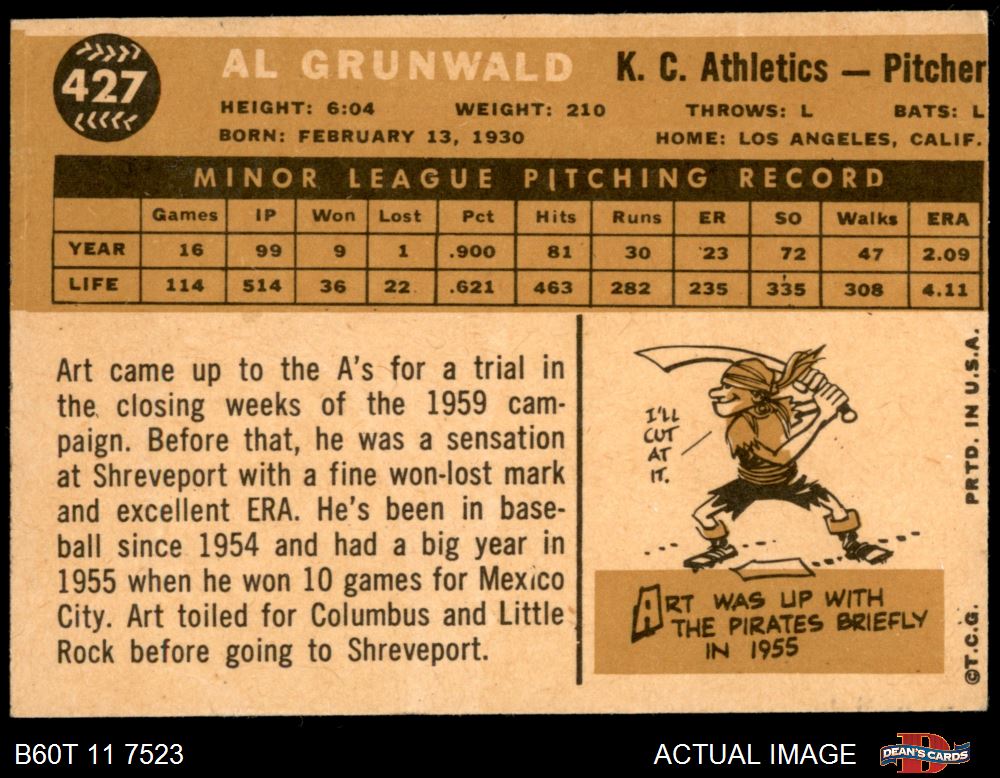 427
AL GRUNWALD
K. C. Athletics — Pitcher
HEIGHT: 6:04 WEIGHT: 210 THROWS: L BATS: L
BORN: FEBRUARY 13, 1930 HOME: LOS ANGELES, CALIF.
MINOR LEAGUE PITCHING RECORD
Games IP Won Lost Pct Hits Runs ER SO Walks ERA
YEAR 16 99 9 1 .900 81 30 23 72 47 2.09
LIFE 114 514 36 22 .621 463 282 235 335 308 4.11
Art came up to the A's for a trial in
the closing weeks of the 1959 cam-
paign. Before that, he was a sensation
at Shreveport with a fine won-lost mark
and excellent ERA. He's been in base-
ball since 1954 and had a big year in
1955 when he won 10 games for Mexico
City. Art toiled for Columbus and Little
Rock before going to Shreveport.
I'LL
CUT
AT
IT.
ART WAS UP WITH
THE PIRATES BRIEFLY
IN 1955
PRTD. IN U.S.A.
©T.C.G.
B60T 11 7523
ACTUAL IMAGE
D
DEAN'S CARDS